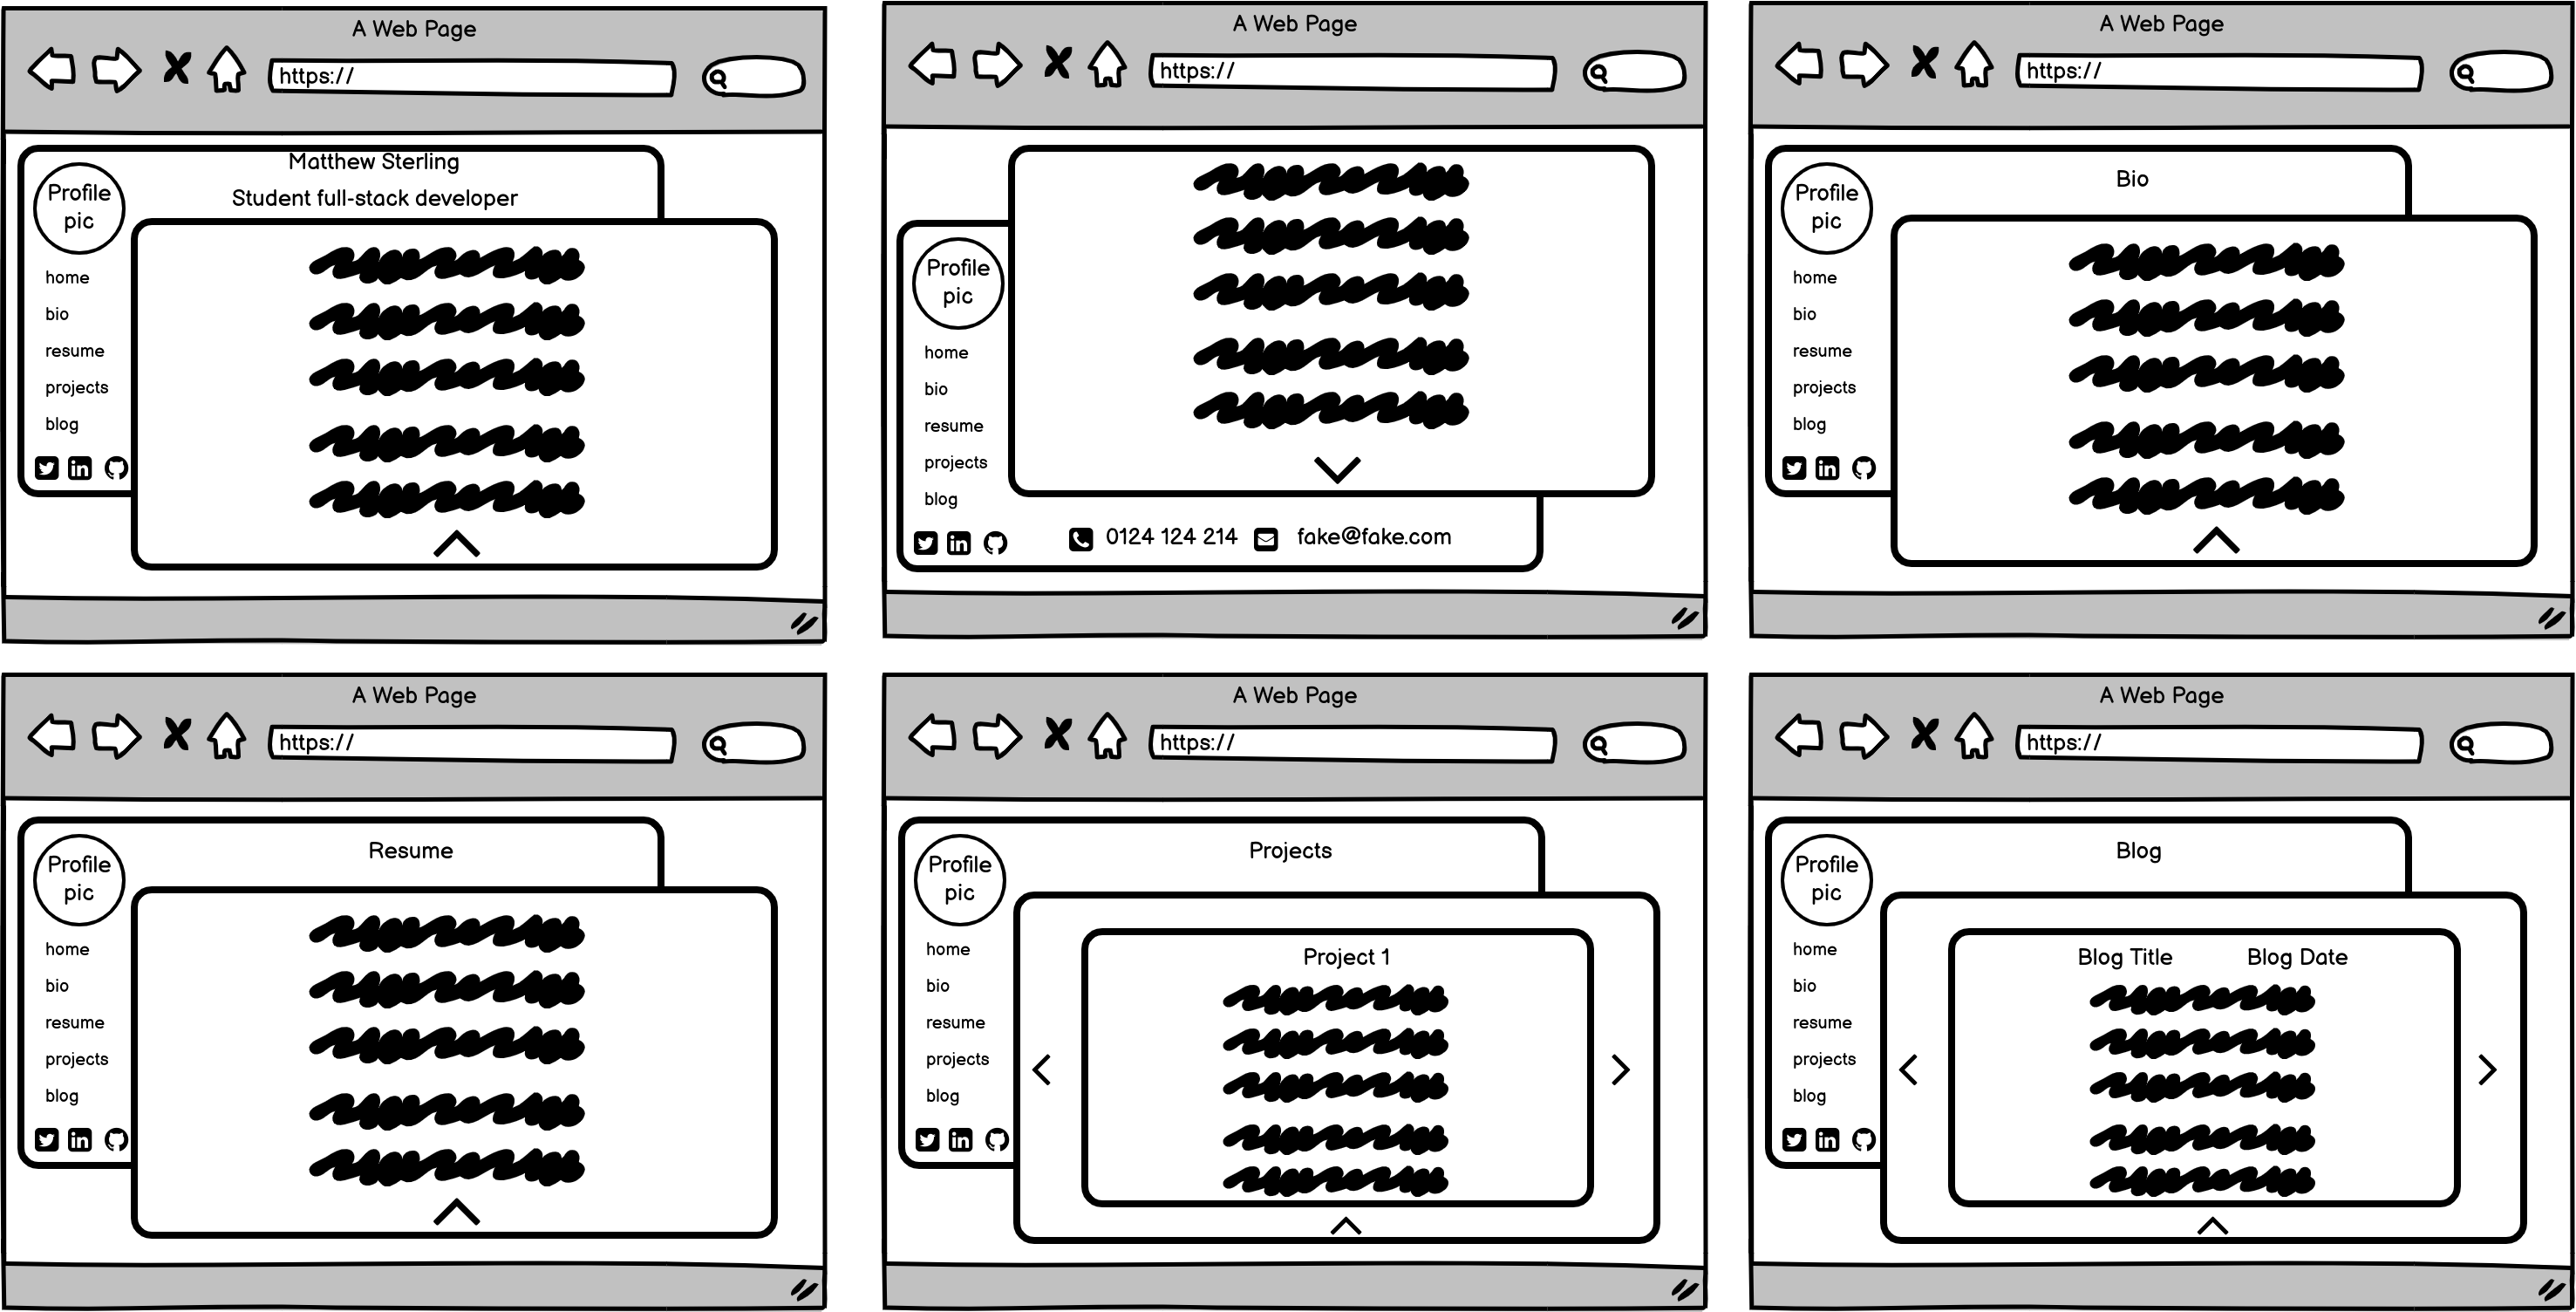 A Web Page
https://
Matthew Sterling
Student full-stack developer
Profile
pic
home
bio
resume
projects
blog
A Web Page
https://
Profile
pic
home
bio
resume
projects
blog
0124 124 214 fake@fake.com
A Web Page
https://
Bio
Profile
pic
home
bio
resume
projects
blog
A Web Page
https://
Resume
Profile
pic
home
bio
resume
projects
blog
A Web Page
https://
Projects
Profile
pic
home
bio
resume
projects
blog
Project 1
A Web Page
https://
Blog
Profile
pic
home
bio
resume
projects
blog
Blog Title Blog Date